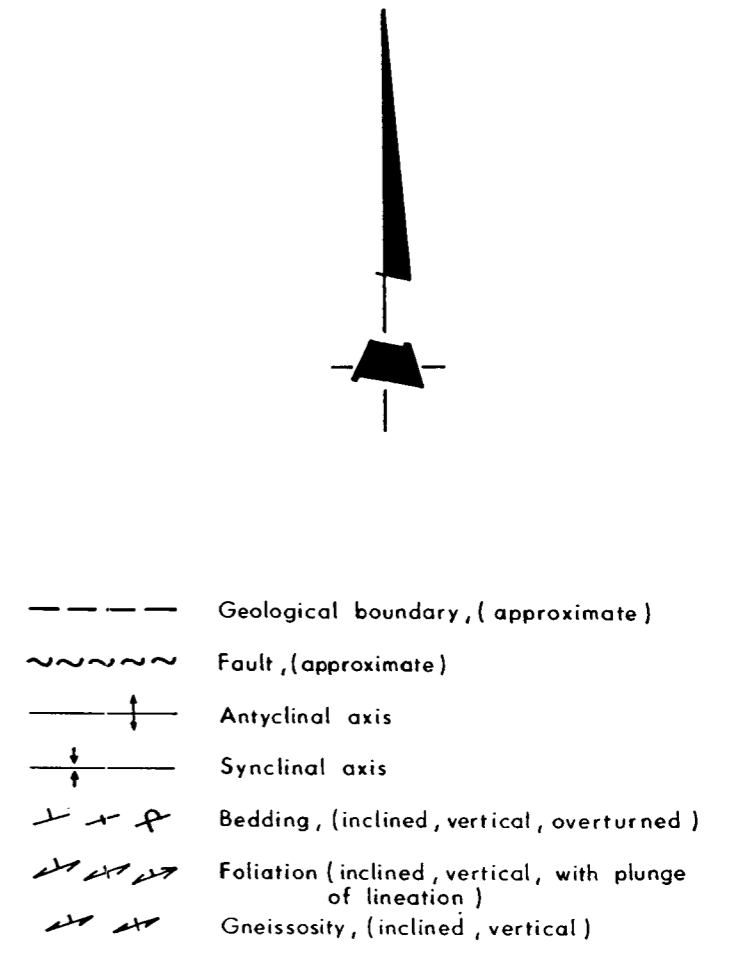 Geological boundary, ( approximate )
Fault, (approximate)
Antyclinal axis
Synclinal axis
Bedding, (inclined, vertical, overturned )
Foliation ( inclined, vertical, with plunge
of lineation )
Gneissosity, (inclined, vertical)